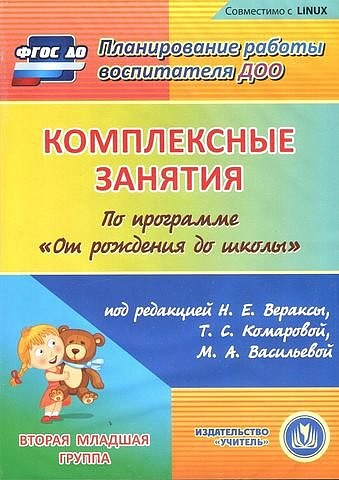 Совместимо с LINUX
ФГОС ДО
Планирование работы
воспитателя ДОО
КОМПЛЕКСНЫЕ
ЗАНЯТИЯ
По программе
«От рождения до школы»
под редакцией Н. Е. Вераксы,
Т. С. Комаровой,
М. А. Васильевой
ВТОРАЯ МЛАДШАЯ
ГРУППА
ИЗДАТЕЛЬСТВО
«УЧИТЕЛЬ»